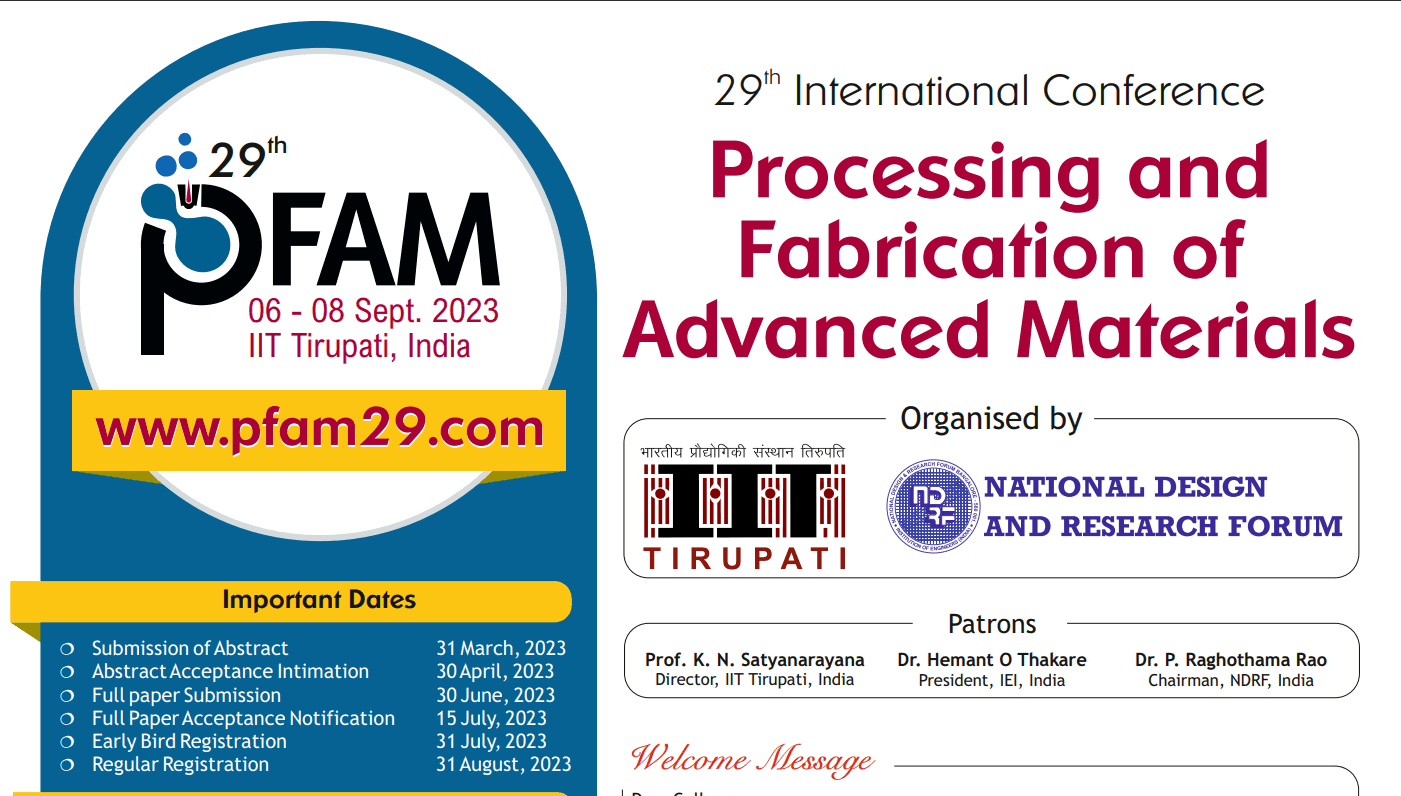 29th
PFAM
06 - 08 Sept. 2023
IIT Tirupati, India
www.pfam29.com
Important Dates
❍ Submission of Abstract 31 March, 2023
❍ Abstract Acceptance Intimation 30 April, 2023
❍ Full paper Submission 30 June, 2023
❍ Full Paper Acceptance Notification 15 July, 2023
❍ Early Bird Registration 31 July, 2023
❍ Regular Registration 31 August, 2023
29th International Conference
Processing and
Fabrication of
Advanced Materials
Organised by
भारतीय प्रौद्योगिकी संस्थान तिरुपति
IIT
TIRUPATI
NDRF
NATIONAL DESIGN
AND RESEARCH FORUM
Patrons
Prof. K. N. Satyanarayana
Director, IIT Tirupati, India
Dr. Hemant O Thakare
President, IEI, India
Dr. P. Raghothama Rao
Chairman, NDRF, India
Welcome Message